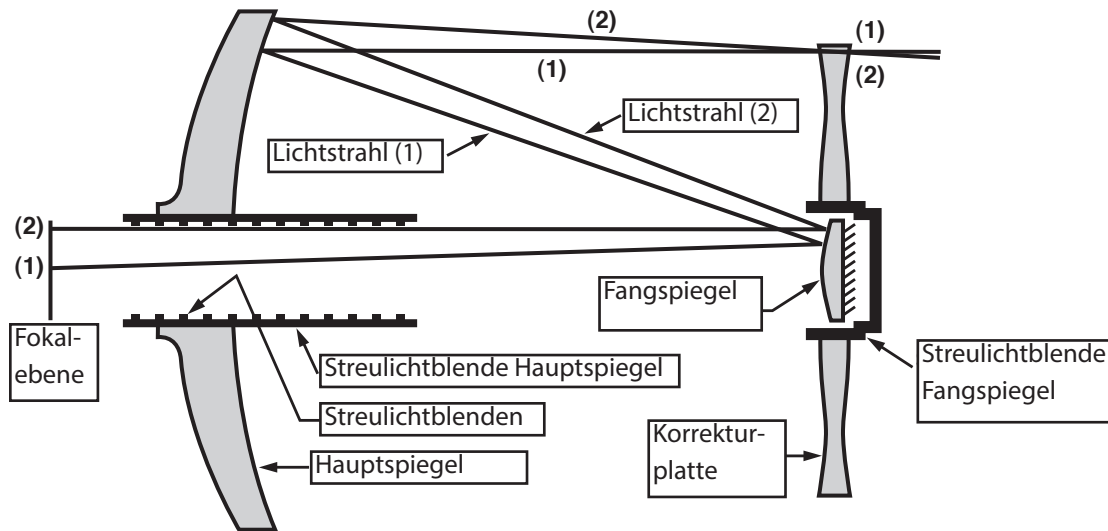 (2)
(1)
(1)
(2)
Lichtstrahl (2)
Lichtstrahl (1)
(2)
(1)
Fangspiegel
Fokal-
ebene
Streulichtblende Hauptspiegel
Streulichtblende
Fangspiegel
Streulichtblenden
Korrektur-
platte
Hauptspiegel